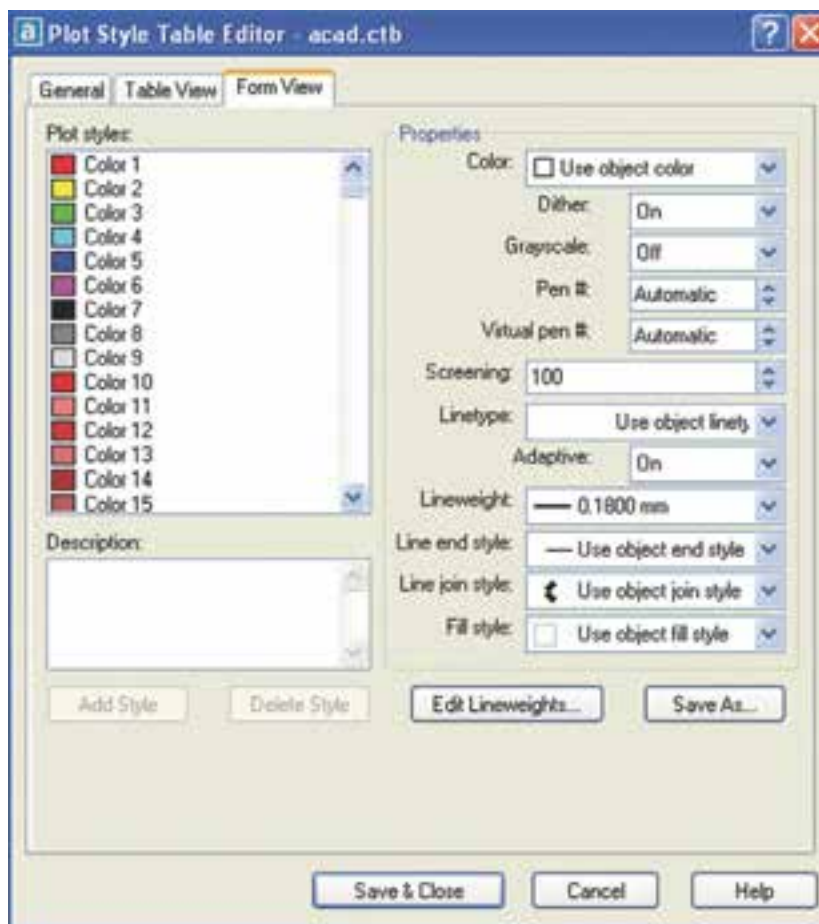 a Plot Style Table Editor - acad.ctb ?
General Table View Form View
Plot styles:
Color 1
Color 2
Color 3
Color 4
Color 5
Color 6
Color 7
Color 8
Color 9
Color 10
Color 11
Color 12
Color 13
Color 14
Color 15
Description:
Add Style Delete Style
Properties
Color: Use object color
Dither: On
Grayscale: Off
Pen #: Automatic
Virtual pen #: Automatic
Screening: 100
Linetype: Use object linety
Adaptive: On
Lineweight: 0.1800 mm
Line end style: Use object end style
Line join style: Use object join style
Fill style: Use object fill style
Edit Lineweights... Save As...
Save & Close Cancel Help